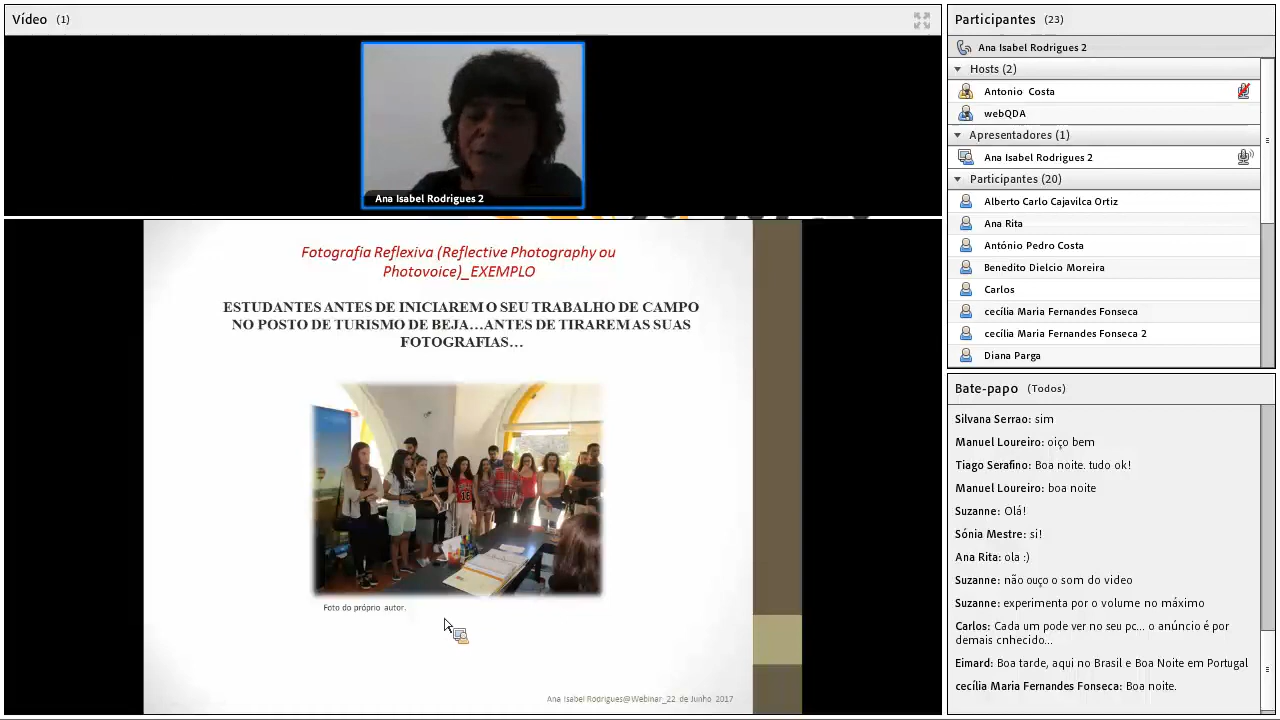 Vídeo (1)
Ana Isabel Rodrigues 2
Fotografia Reflexiva (Reflective Photography ou
Photovoice)_EXEMPLO
ESTUDANTES ANTES DE INICIAREM O SEU TRABALHO DE CAMPO
NO POSTO DE TURISMO DE BEJA…ANTES DE TIRAREM AS SUAS
FOTOGRAFIAS…
16
Foto do próprio autor.
Ana Isabel Rodrigues@Webinar_22 de Junho 2017
Participantes (23)
Ana Isabel Rodrigues 2
Hosts (2)
Antonio Costa
webQDA
Apresentadores (1)
Ana Isabel Rodrigues 2
Participantes (20)
Alberto Carlo Cajavilca Ortiz
Ana Rita
António Pedro Costa
Benedito Dielcio Moreira
Carlos
cecília Maria Fernandes Fonseca
cecília Maria Fernandes Fonseca 2
Diana Parga
Bate-papo (Todos)
Silvana Serrao: sim
Manuel Loureiro: oiço bem
Tiago Serafino: Boa noite. tudo ok!
Manuel Loureiro: boa noite
Suzanne: Olá!
Sónia Mestre: si!
Ana Rita: ola :)
Suzanne: não ouço o som do video
Suzanne: experimenta por o volume no máximo
Carlos: Cada um pode ver no seu pc... o anúncio é por
demais cnhecido...
Eimard: Boa tarde, aqui no Brasil e Boa Noite em Portugal
cecília Maria Fernandes Fonseca: Boa noite.